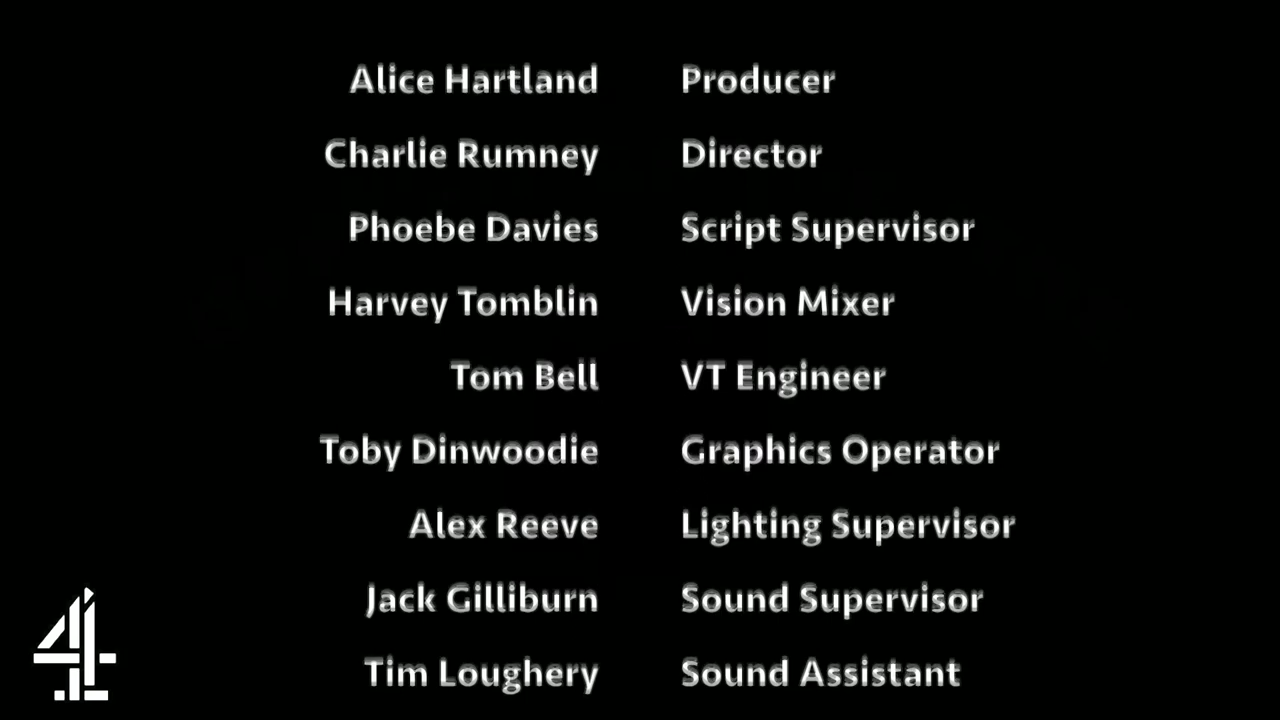 Alice Hartland Producer
Charlie Rumney Director
Phoebe Davies Script Supervisor
Harvey Tomblin Vision Mixer
Tom Bell VT Engineer
Toby Dinwoodie Graphics Operator
Alex Reeve Lighting Supervisor
Jack Gilliburn Sound Supervisor
Tim Loughery Sound Assistant
4